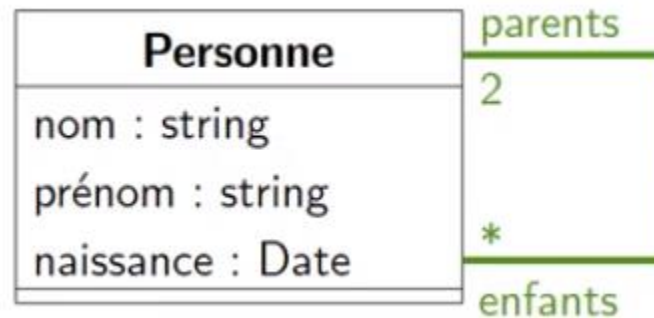 Personne
parents
2
nom : string
prénom : string
*
naissance : Date
enfants